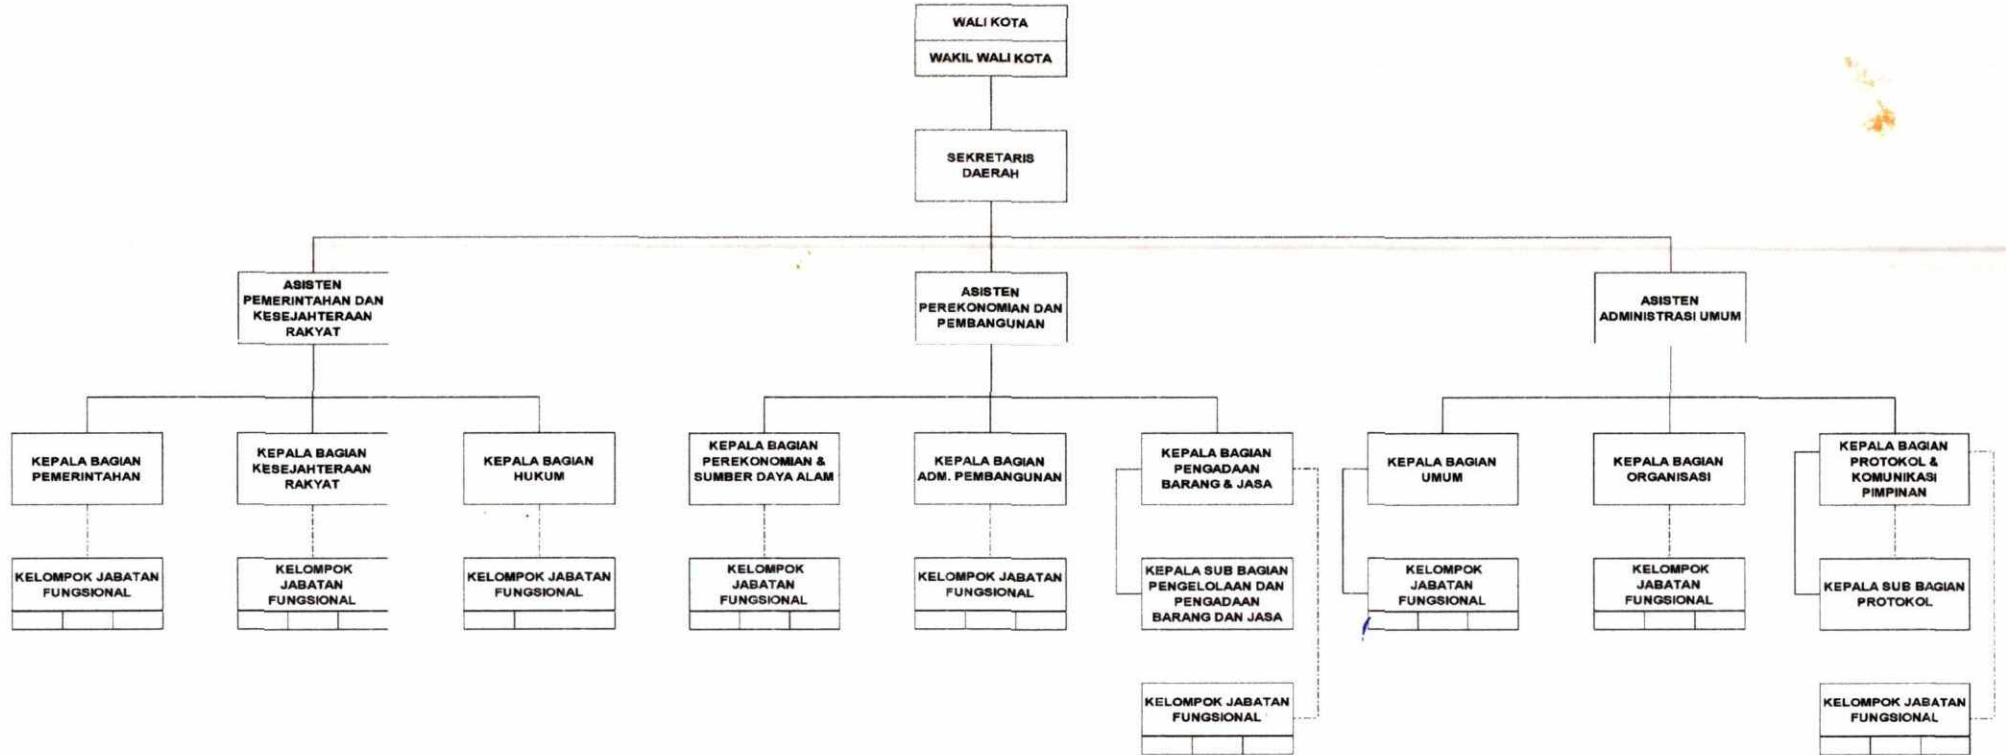 WALI KOTA
WAKIL WALI KOTA
SEKRETARIS
DAERAH
ASISTEN
PEMERINTAHAN DAN
KESEJAHTERAAN
RAKYAT
ASISTEN
PEREKONOMIAN DAN
PEMBANGUNAN
ASISTEN
ADMINISTRASI UMUM
KEPALA BAGIAN
PEMERINTAHAN
KEPALA BAGIAN
KESEJAHTERAAN
RAKYAT
KEPALA BAGIAN
HUKUM
KEPALA BAGIAN
PEREKONOMIAN &
SUMBER DAYA ALAM
KEPALA BAGIAN
ADM. PEMBANGUNAN
KEPALA BAGIAN
PENGADAAN
BARANG & JASA
KEPALA BAGIAN
UMUM
KEPALA BAGIAN
ORGANISASI
KEPALA BAGIAN
PROTOKOL &
KOMUNIKASI
PIMPINAN
KELOMPOK JABATAN
FUNGSIONAL
KELOMPOK
JABATAN
FUNGSIONAL
KELOMPOK JABATAN
FUNGSIONAL
KELOMPOK
JABATAN
FUNGSIONAL
KELOMPOK JABATAN
FUNGSIONAL
KEPALA SUB BAGIAN
PENGELOLAAN DAN
PENGADAAN
BARANG DAN JASA
KELOMPOK
JABATAN
FUNGSIONAL
KELOMPOK
JABATAN
FUNGSIONAL
KEPALA SUB BAGIAN
PROTOKOL
KELOMPOK JABATAN
FUNGSIONAL
KELOMPOK JABATAN
FUNGSIONAL